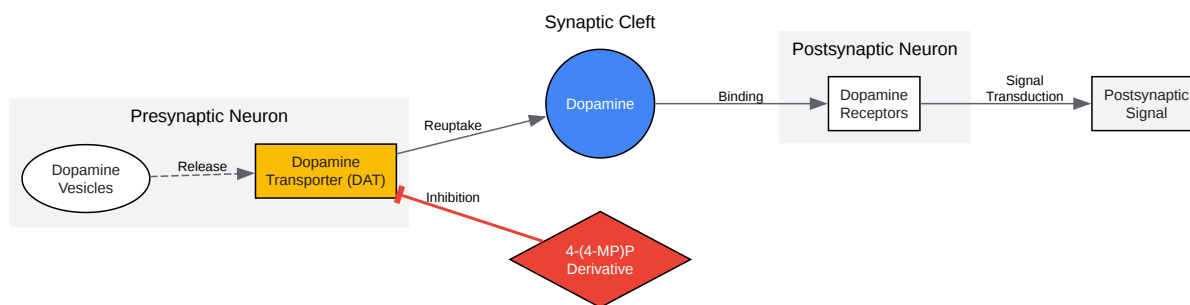 Synaptic Cleft
Presynaptic Neuron
Dopamine
Vesicles
Release
Dopamine
Transporter (DAT)
Reuptake
Inhibition
Dopamine
4-(4-MP)P
Derivative
Binding
Postsynaptic Neuron
Dopamine
Receptors
Signal
Transduction
Postsynaptic
Signal